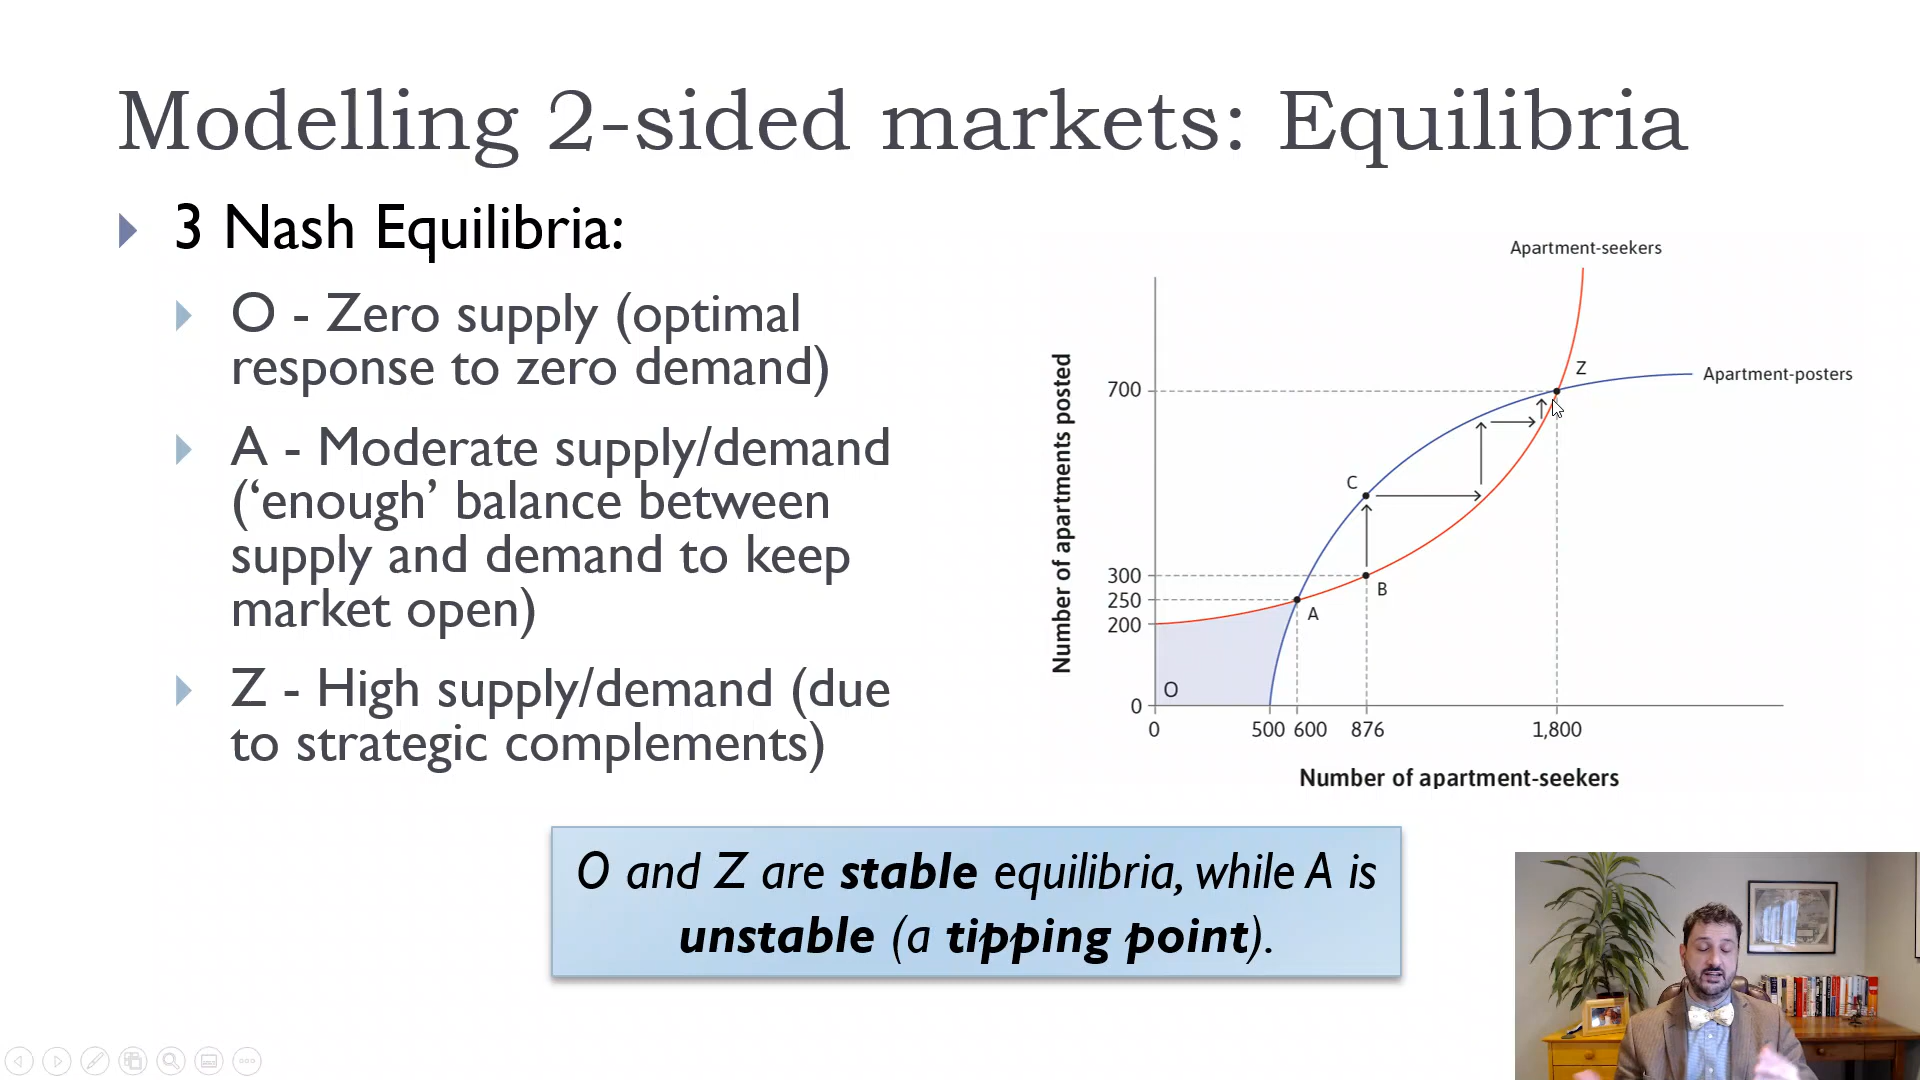 Modelling 2-sided markets: Equilibria
3 Nash Equilibria:
O - Zero supply (optimal
response to zero demand)
A - Moderate supply/demand
(‘enough’ balance between
supply and demand to keep
market open)
Z - High supply/demand (due
to strategic complements)
Apartment-seekers
Z
Apartment-posters
Number of apartments posted
700
C
300
B
250
A
200
O
0
0 500 600 876 1,800
Number of apartment-seekers
O and Z are stable equilibria, while A is
unstable (a tipping point).